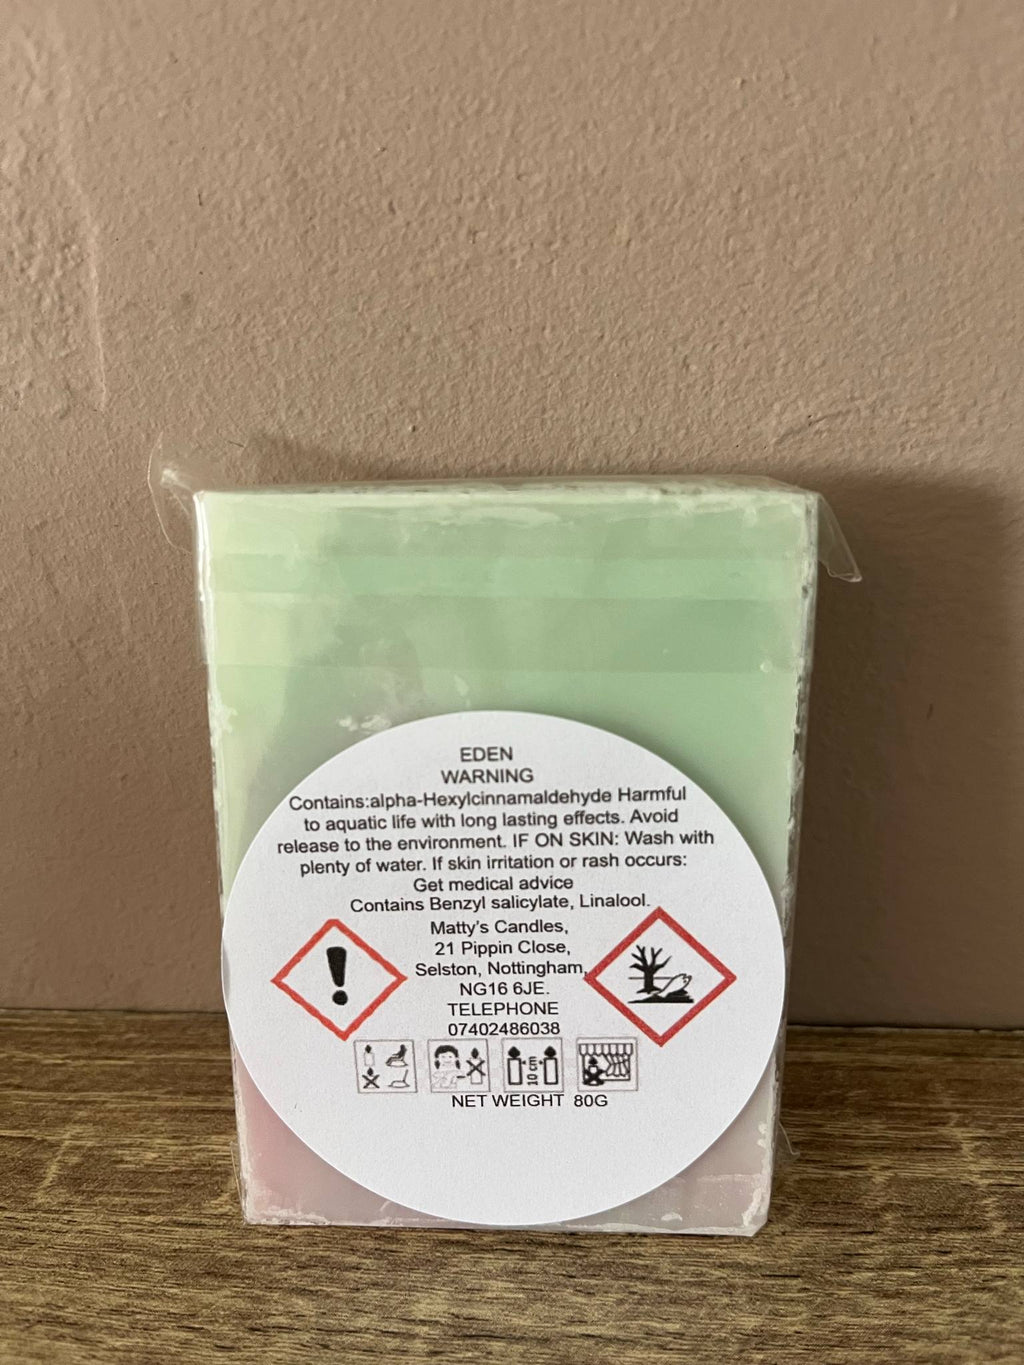 EDEN
WARNING
Contains:alpha-Hexylcinnamaldehyde Harmful
to aquatic life with long lasting effects. Avoid
release to the environment. IF ON SKIN: Wash with
plenty of water. If skin irritation or rash occurs:
Get medical advice
Contains Benzyl salicylate, Linalool.
Matty's Candles,
21 Pippin Close,
Selston, Nottingham,
NG16 6JE.
TELEPHONE
07402486038
10 cm
NET WEIGHT 80G